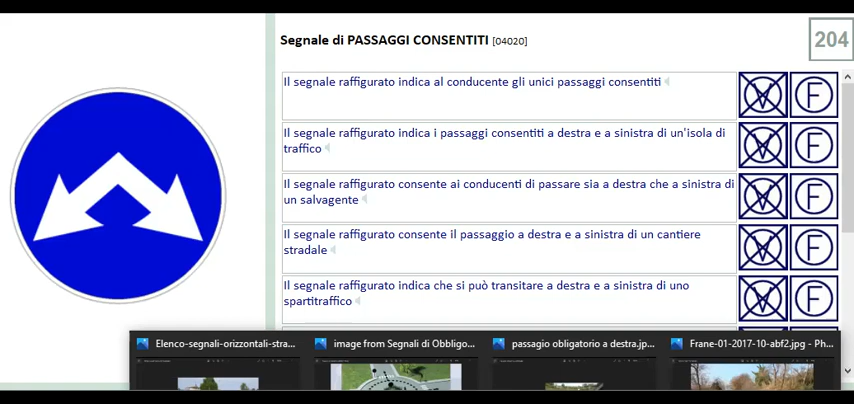 Segnale di PASSAGGI CONSENTITI [04020]
204
Il segnale raffigurato indica al conducente gli unici passaggi consentiti
V F
Il segnale raffigurato indica i passaggi consentiti a destra e a sinistra di un'isola di
traffico
V F
Il segnale raffigurato consente ai conducenti di passare sia a destra che a sinistra di
un salvagente
V F
Il segnale raffigurato consente il passaggio a destra e a sinistra di un cantiere
stradale
V F
Il segnale raffigurato indica che si può transitare a destra e a sinistra di uno
spartitraffico
V F
Elenco-segnali-orizzontali-stra...
image from Segnali di Obbligo...
passagio obligatorio a destra.jp...
Frane-01-2017-10-abf2.jpg - Ph...